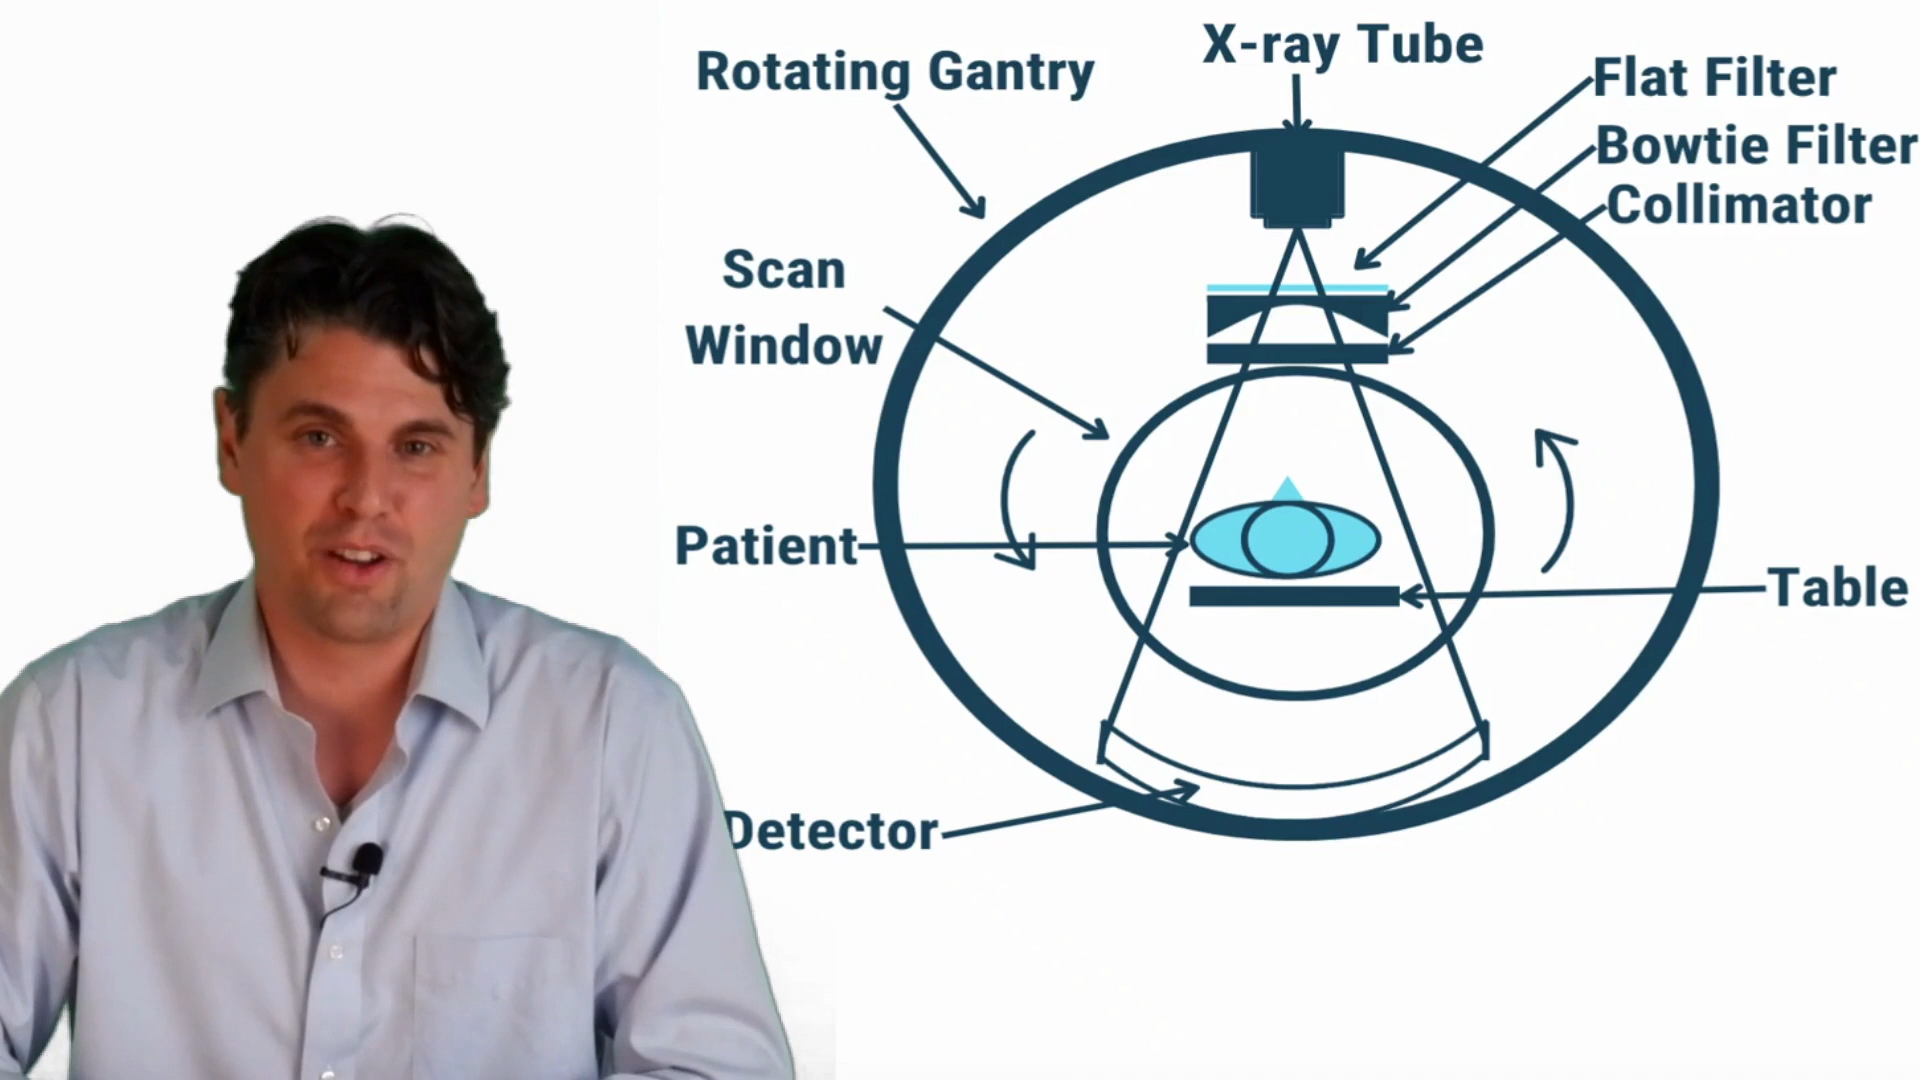 X-ray Tube
Rotating Gantry
Flat Filter
Bowtie Filter
Collimator
Scan
Window
Patient
Table
Detector